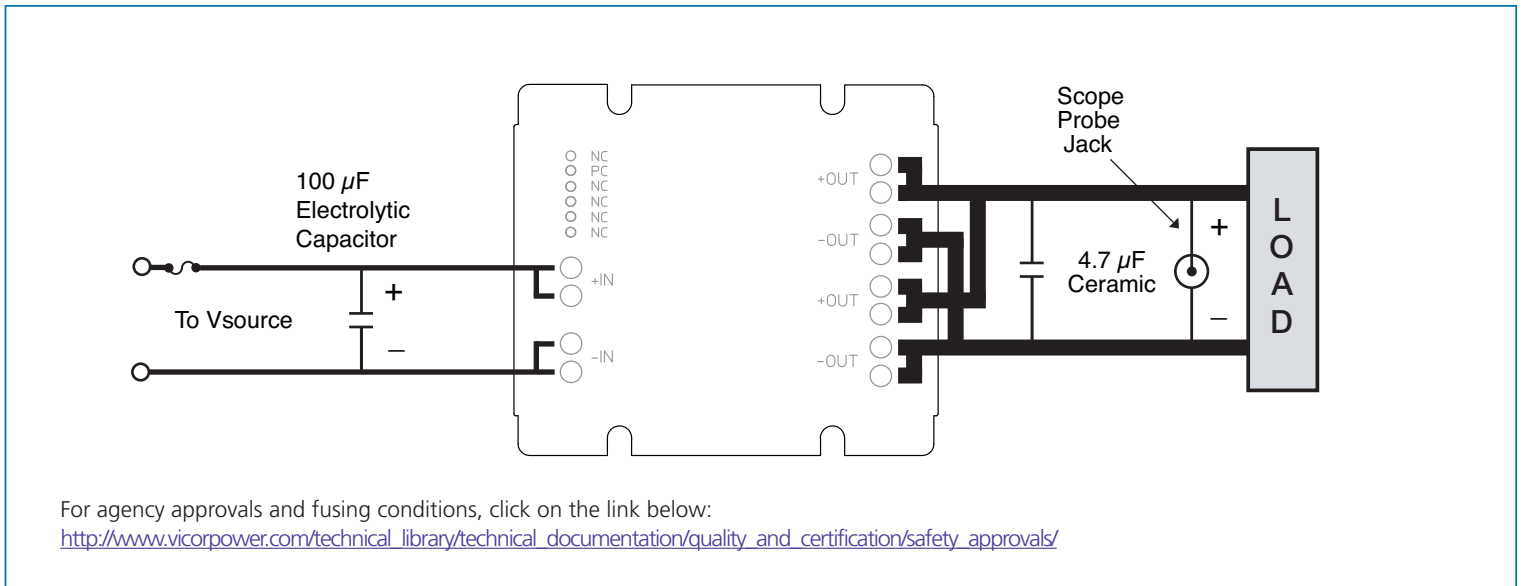 Scope
Probe
Jack
100 µF
Electrolytic
Capacitor
NC
PC
NC
NC
NC
NC
+IN
-IN
+OUT
-OUT
+OUT
-OUT
+
–
To Vsource
4.7 µF
Ceramic
+
–
L
O
A
D
For agency approvals and fusing conditions, click on the link below:
http://www.vicorpower.com/technical_library/technical_documentation/quality_and_certification/safety_approvals/